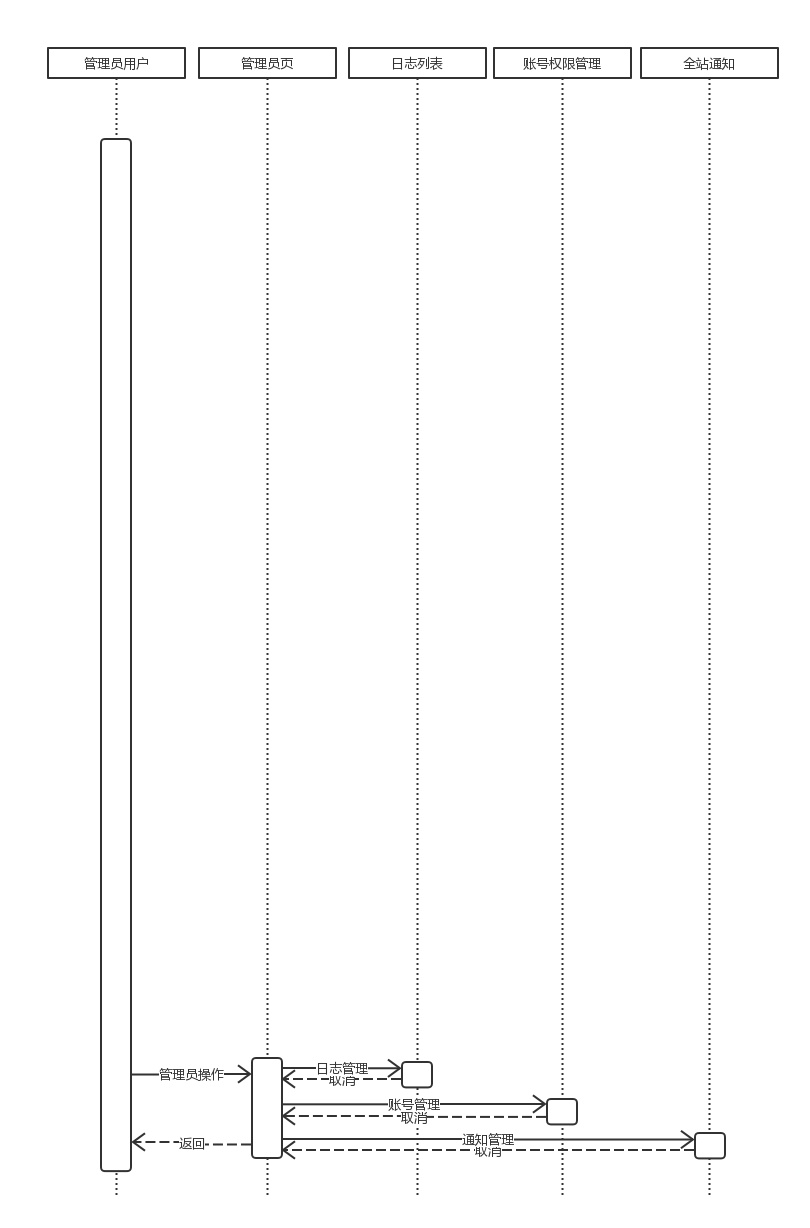 管理员用户
管理员页
日志列表
账号权限管理
全站通知
管理员操作
日志管理
取消
账号管理
取消
通知管理
取消
返回